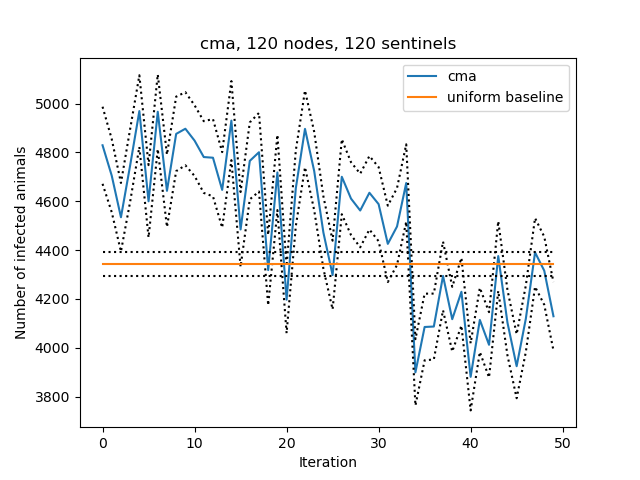 cma, 120 nodes, 120 sentinels
cma
uniform baseline
Number of infected animals
5000
4800
4600
4400
4200
4000
3800
0 10 20 30 40 50
Iteration